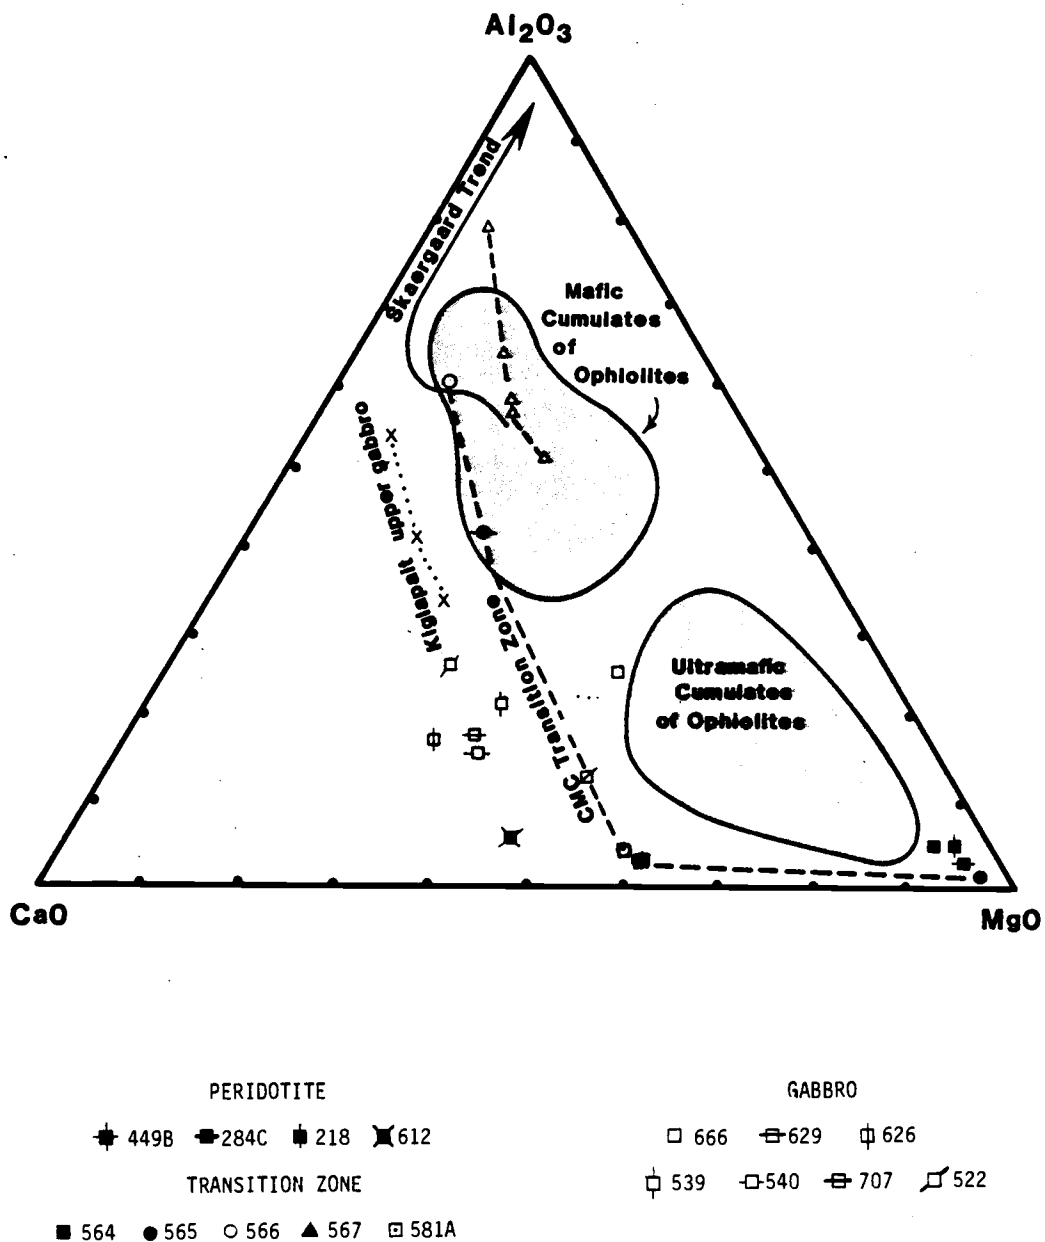 Al₂O₃
Skaergaard Trend
Mafic
Cumulates
of
Ophiolites
Kiglapait upper gabbro
CMC Transition Zone
Ultramafic
Cumulates
of Ophiolites
CaO
MgO
PERIDOTITE
449B 284C 218 612
TRANSITION ZONE
564 565 566 567 581A
GABBRO
666 629 626
539 540 707 522